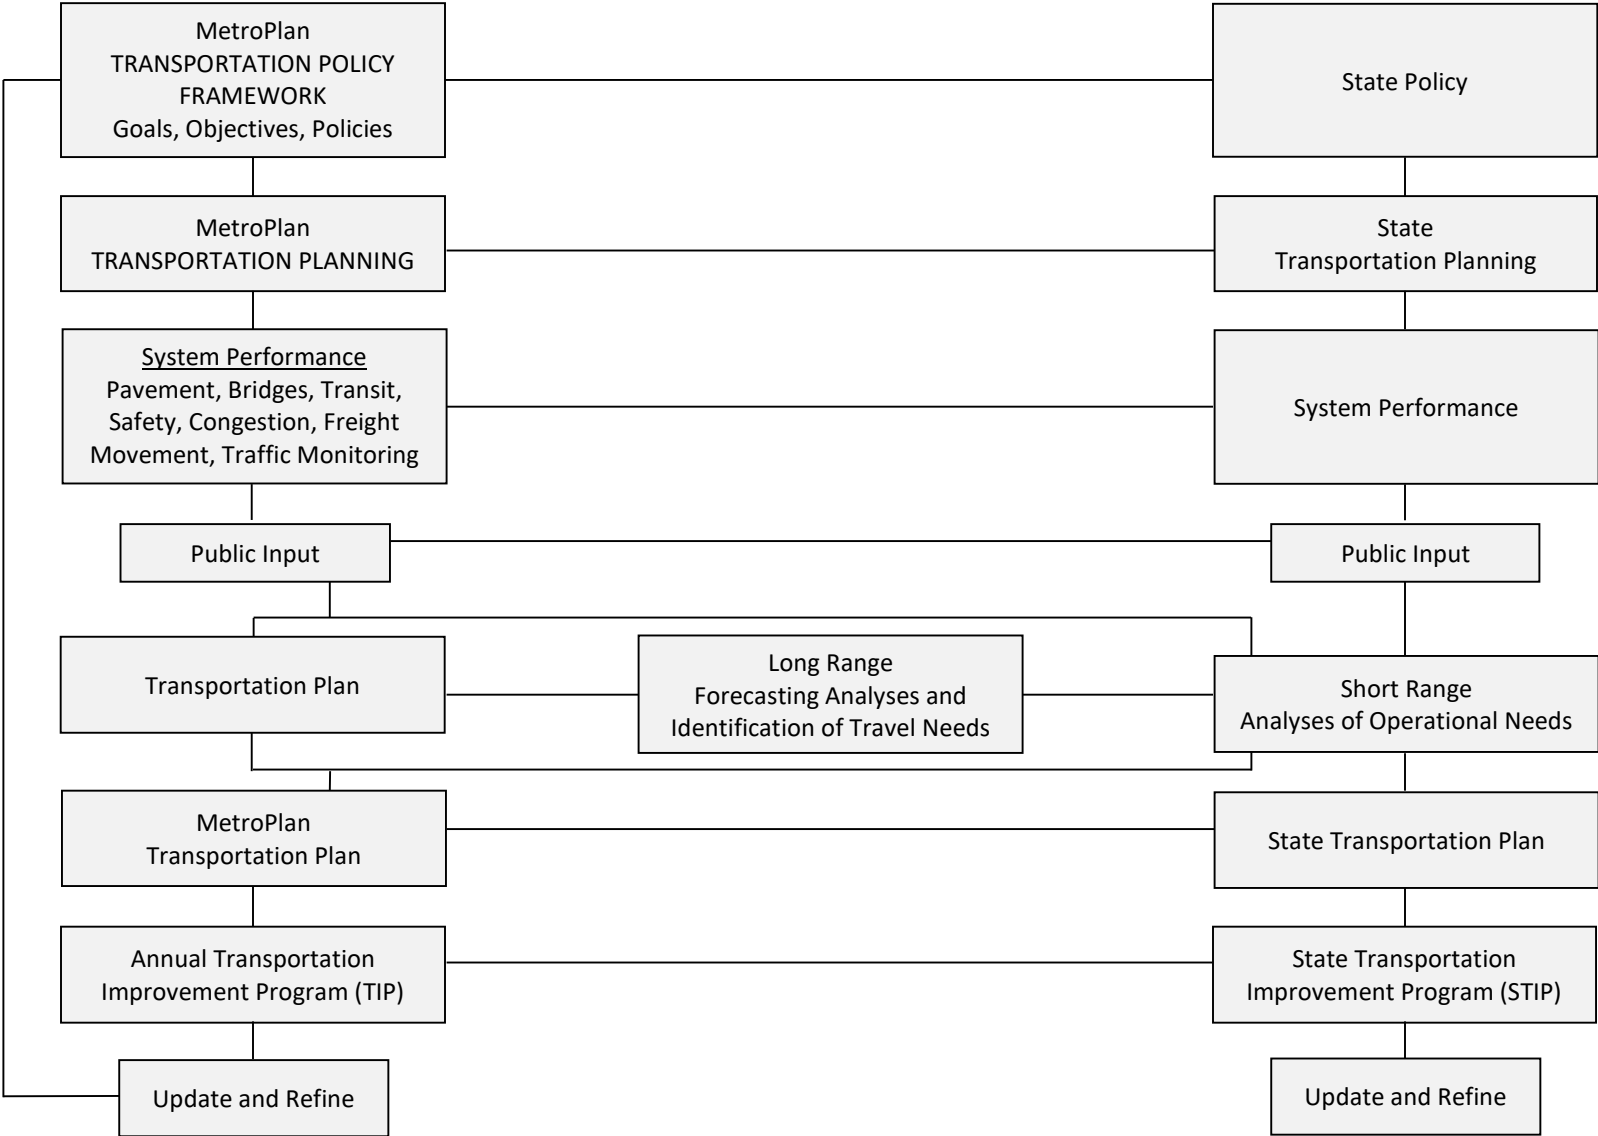 MetroPlan
TRANSPORTATION POLICY
FRAMEWORK
Goals, Objectives, Policies
State Policy
MetroPlan
TRANSPORTATION PLANNING
State
Transportation Planning
System Performance
Pavement, Bridges, Transit,
Safety, Congestion, Freight
Movement, Traffic Monitoring
System Performance
Public Input
Public Input
Transportation Plan
Long Range
Forecasting Analyses and
Identification of Travel Needs
Short Range
Analyses of Operational Needs
MetroPlan
Transportation Plan
State Transportation Plan
Annual Transportation
Improvement Program (TIP)
State Transportation
Improvement Program (STIP)
Update and Refine
Update and Refine